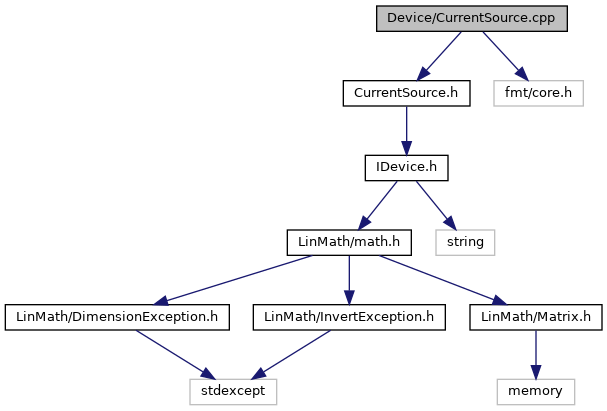 Device/CurrentSource.cpp
CurrentSource.h
fmt/core.h
IDevice.h
LinMath/math.h
string
LinMath/DimensionException.h
LinMath/InvertException.h
LinMath/Matrix.h
stdexcept
memory